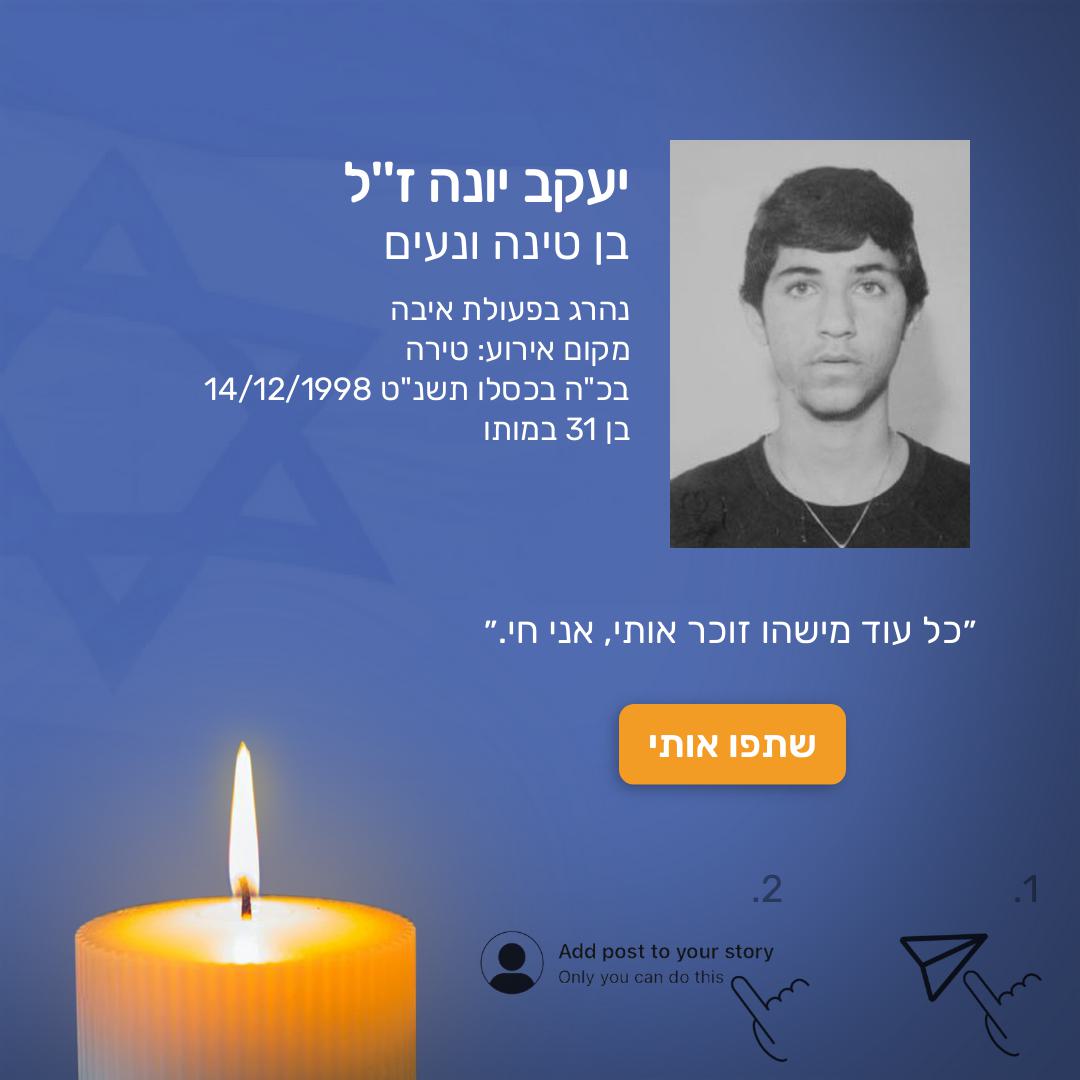 יעקב יונה ז"ל
בן טינה ונעים
נהרג בפעולת איבה
מקום אירוע: טירה
בכ"ה בכסלו תשנ"ט 14/12/1998
בן 31 במותו
"כל עוד מישהו זוכר אותי, אני חי."
שתפו אותי
1.
2.
Add post to your story
Only you can do this